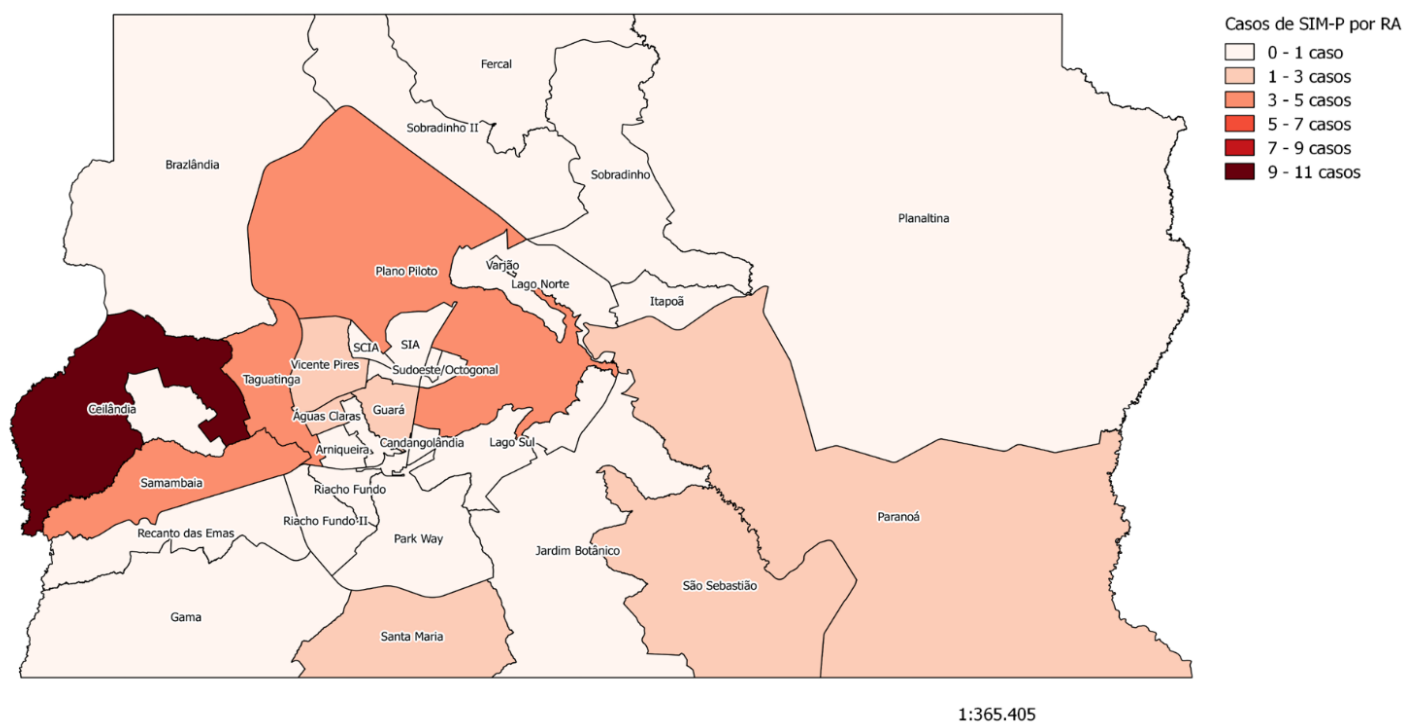 Casos de SIM-P por RA
0 - 1 caso
1 - 3 casos
3 - 5 casos
5 - 7 casos
7 - 9 casos
9 - 11 casos
Fercal
Sobradinho II
Brazlândia
Sobradinho
Planaltina
Varjão
Plano Piloto
Lago Norte
Itapoã
SCIA
SIA
Vicente Pires
Sudoeste/Octogonal
Taguatinga
Ceilândia
Águas Claras
Guará
Candangolândia
Lago Sul
Arniqueira
Samambaia
Riacho Fundo
Paranoá
Riacho Fundo II
Recanto das Emas
Park Way
Jardim Botânico
São Sebastião
Gama
Santa Maria
1:365.405